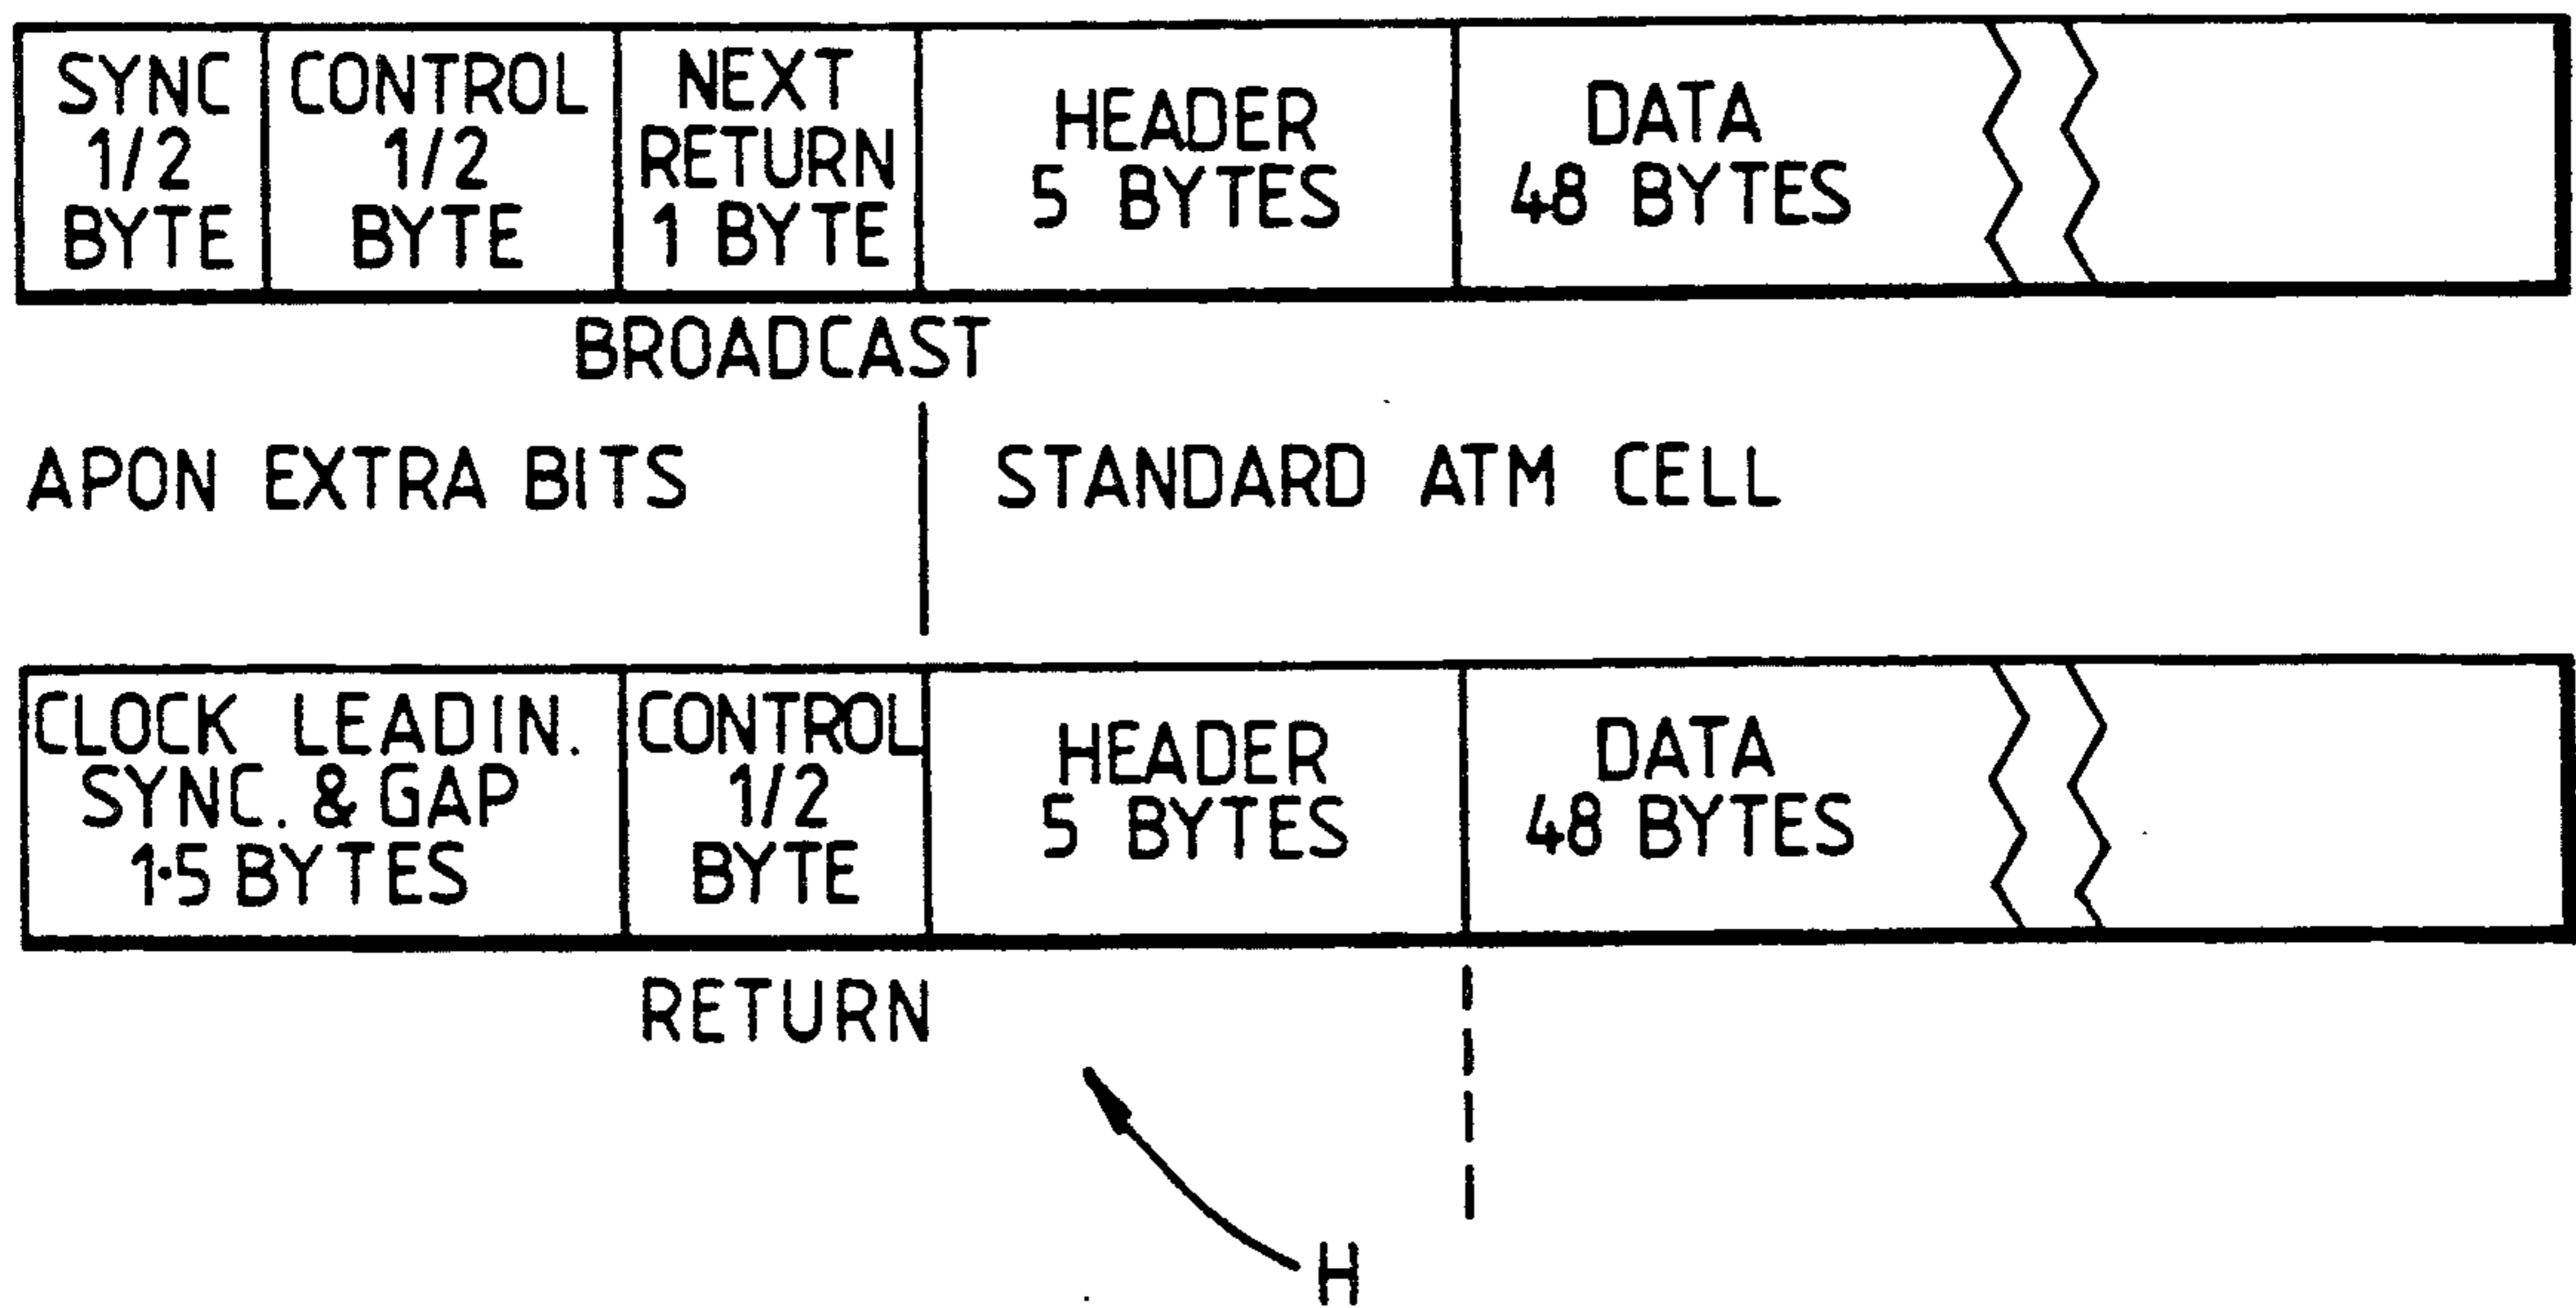 SYNC
1/2
BYTE
CONTROL
1/2
BYTE
NEXT
RETURN
1 BYTE
HEADER
5 BYTES
DATA
48 BYTES
BROADCAST
APON EXTRA BITS
STANDARD ATM CELL
CLOCK LEADIN.
SYNC. & GAP
1·5 BYTES
CONTROL
1/2
BYTE
HEADER
5 BYTES
DATA
48 BYTES
RETURN
H